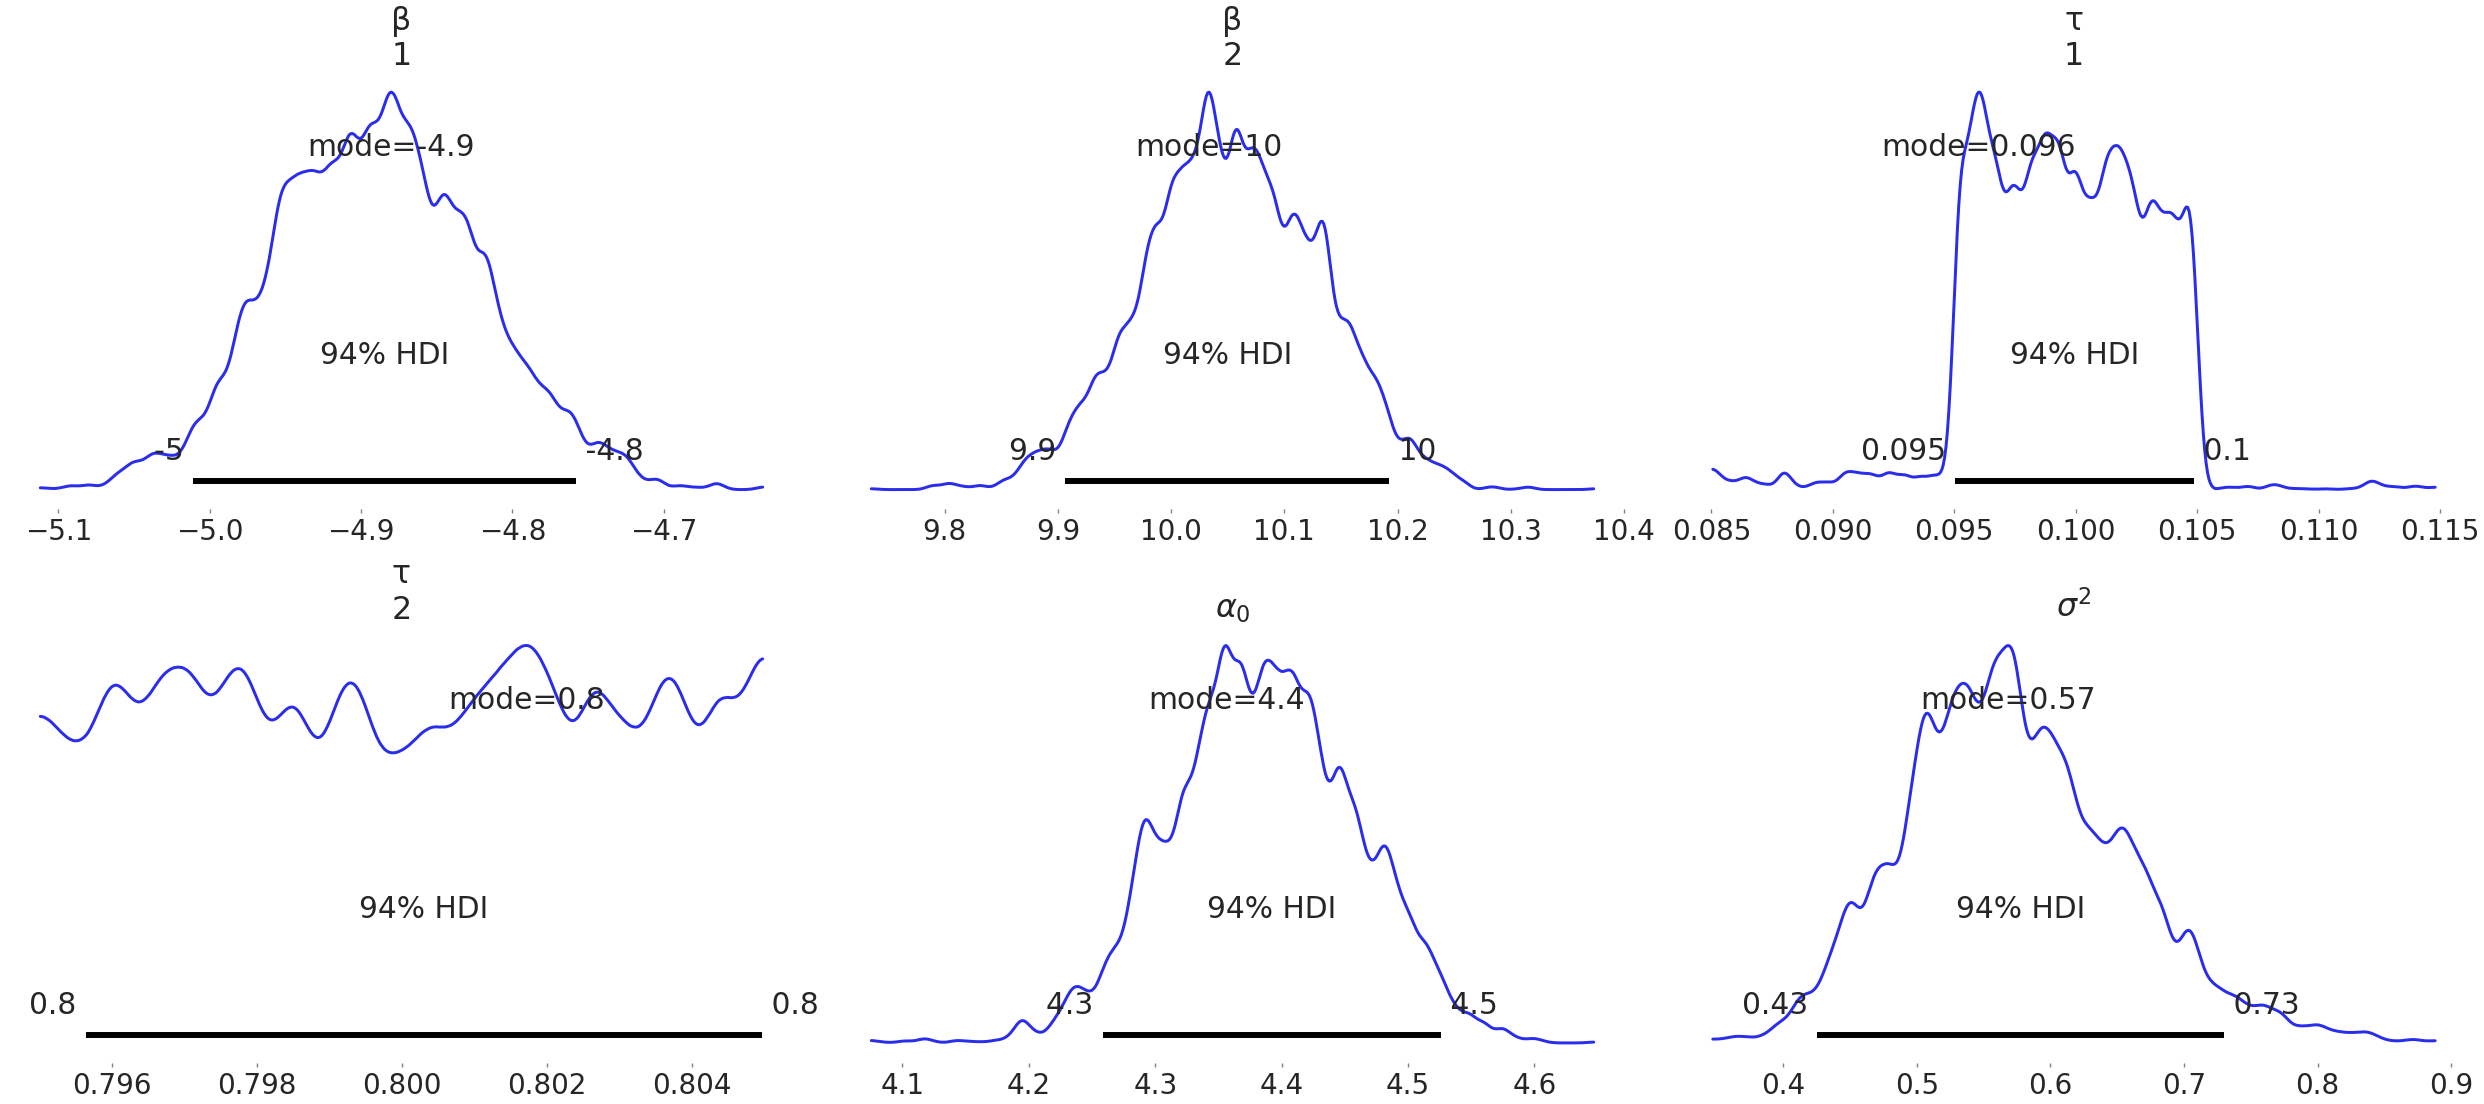 β
1
mode=-4.9
94% HDI
-5
-4.8
−5.1 −5.0 −4.9 −4.8 −4.7
β
2
mode=10
94% HDI
9.9
10
9.8 9.9 10.0 10.1 10.2 10.3 10.4
τ
1
mode=0.096
94% HDI
0.095
0.1
0.085 0.090 0.095 0.100 0.105 0.110 0.115
τ
2
mode=0.8
94% HDI
0.8
0.8
0.796 0.798 0.800 0.802 0.804
α₀
mode=4.4
94% HDI
4.3
4.5
4.1 4.2 4.3 4.4 4.5 4.6
σ²
mode=0.57
94% HDI
0.43
0.73
0.4 0.5 0.6 0.7 0.8 0.9